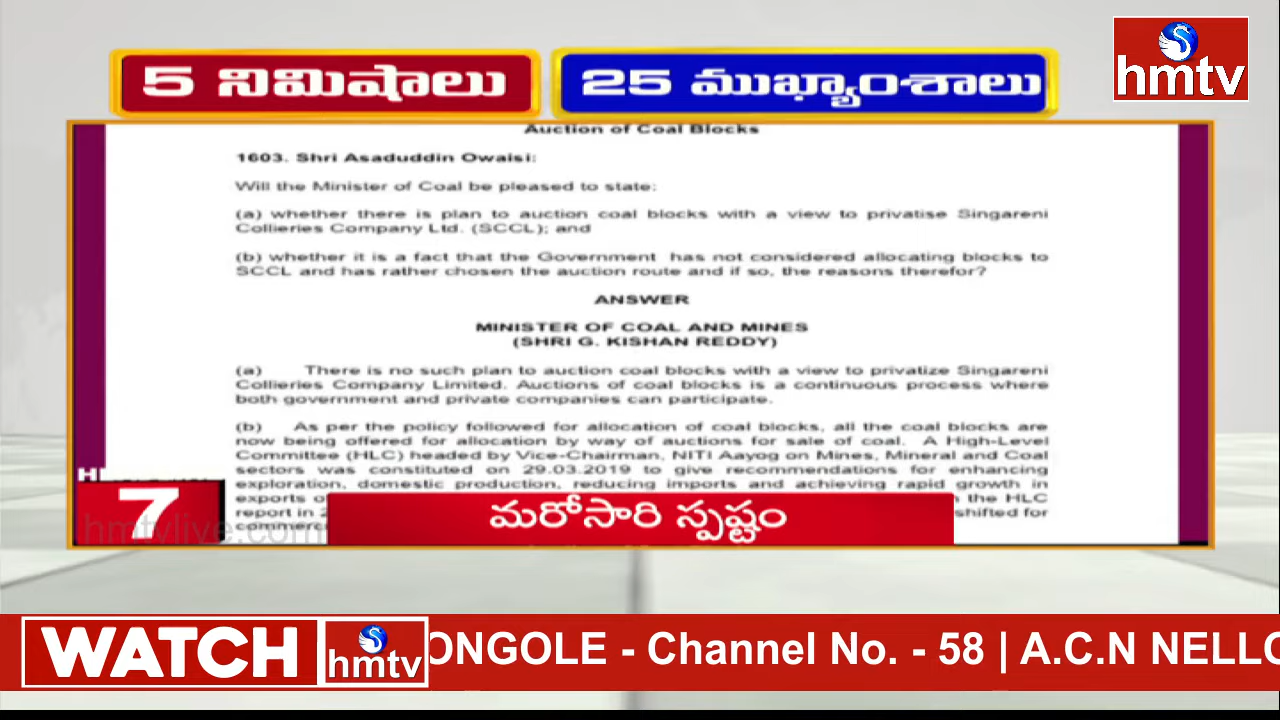 5 నిమిషాలు
25 ముఖ్యాంశాలు
hmtv
Auction of Coal Blocks
1603. Shri Asaduddin Owaisi:
Will the Minister of Coal be pleased to state:
(a) whether there is plan to auction coal blocks with a view to privatise Singareni
Collieries Company Ltd. (SCCL); and
(b) whether it is a fact that the Government has not considered allocating blocks to
SCCL and has rather chosen the auction route and if so, the reasons therefor?
ANSWER
MINISTER OF COAL AND MINES
(SHRI G. KISHAN REDDY)
(a) There is no such plan to auction coal blocks with a view to privatize Singareni
Collieries Company Limited. Auctions of coal blocks is a continuous process where
both government and private companies can participate.
(b) As per the policy followed for allocation of coal blocks, all the coal blocks are
now being offered for allocation by way of auctions for sale of coal. A High-Level
Committee (HLC) headed by Vice-Chairman, NITI Aayog on Mines, Mineral and Coal
sectors was constituted on 29.03.2019 to give recommendations for enhancing
exploration, domestic production, reducing imports and achieving rapid growth in
exports the HLC
report in shifted for
7
మరోసారి స్పష్టం
hmtvlive.com
WATCH hmtv ONGOLE - Channel No. - 58 | A.C.N NELLO